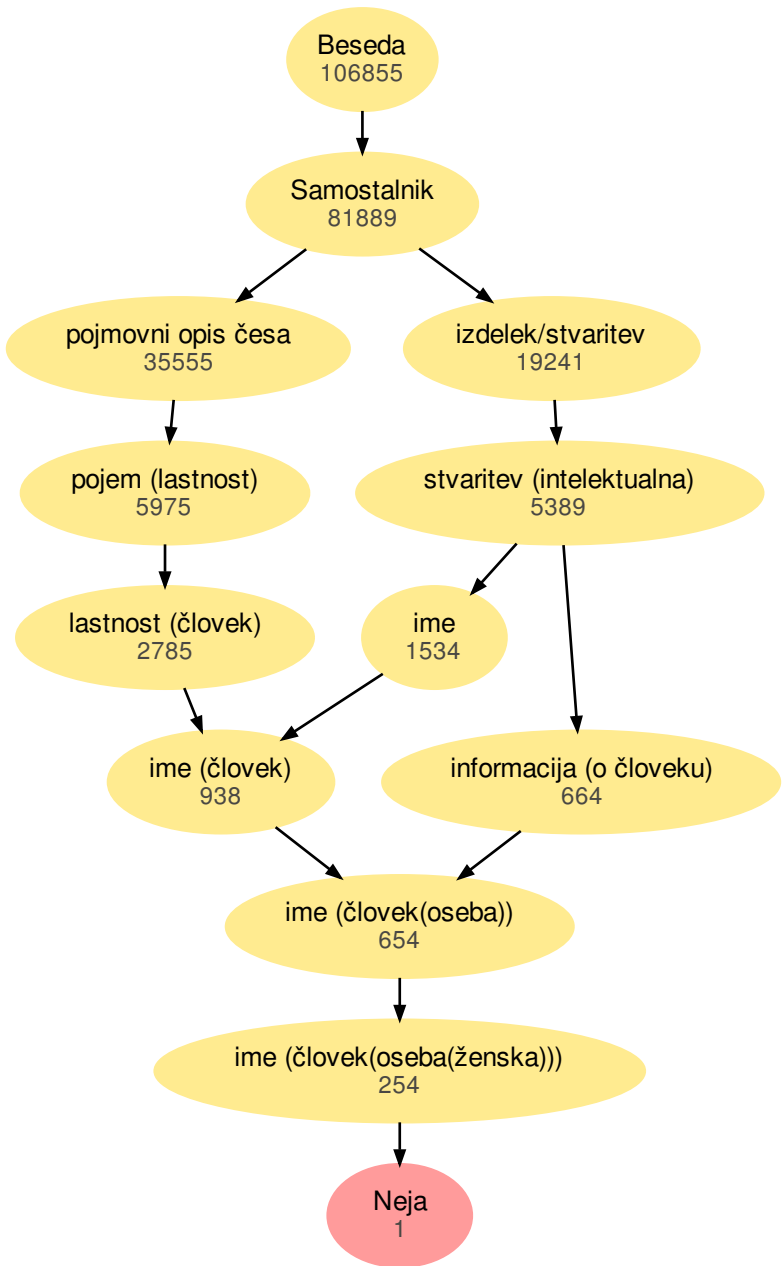 Beseda
106855
Samostalnik
81889
pojmovni opis česa
35555
izdelek/stvaritev
19241
pojem (lastnost)
5975
stvaritev (intelektualna)
5389
lastnost (človek)
2785
ime
1534
ime (človek)
938
informacija (o človeku)
664
ime (človek(oseba))
654
ime (človek(oseba(ženska)))
254
Neja
1